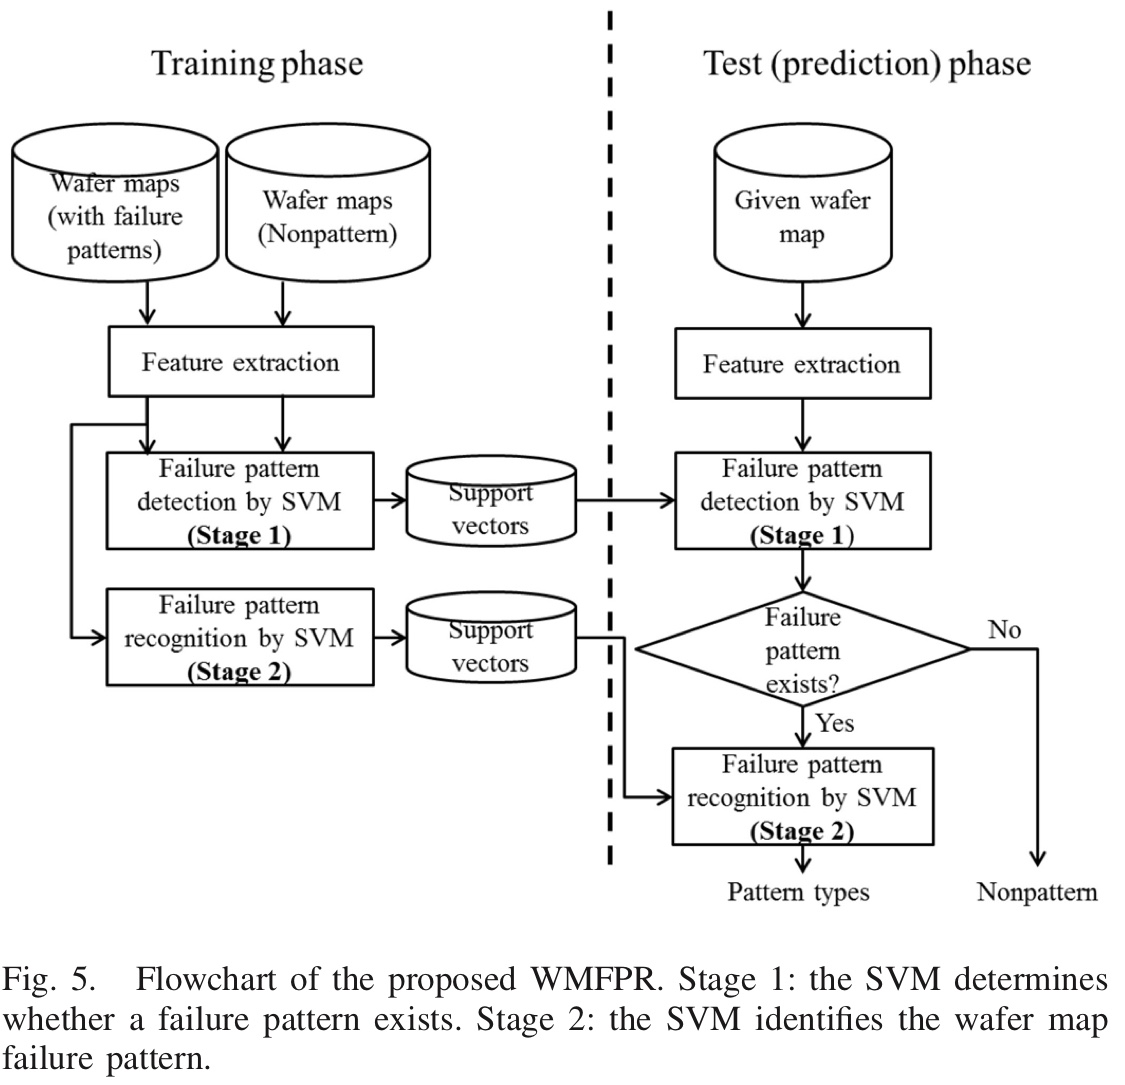 Training phase
Test (prediction) phase
Wafer maps
(with failure
patterns)
Wafer maps
(Nonpattern)
Given wafer
map
Feature extraction
Feature extraction
Failure pattern
detection by SVM
(Stage 1)
Support
vectors
Failure pattern
detection by SVM
(Stage 1)
Failure pattern
recognition by SVM
(Stage 2)
Support
vectors
Failure
pattern
exists?
No
Yes
Failure pattern
recognition by SVM
(Stage 2)
Pattern types
Nonpattern
Fig. 5. Flowchart of the proposed WMFPR. Stage 1: the SVM determines
whether a failure pattern exists. Stage 2: the SVM identifies the wafer map
failure pattern.